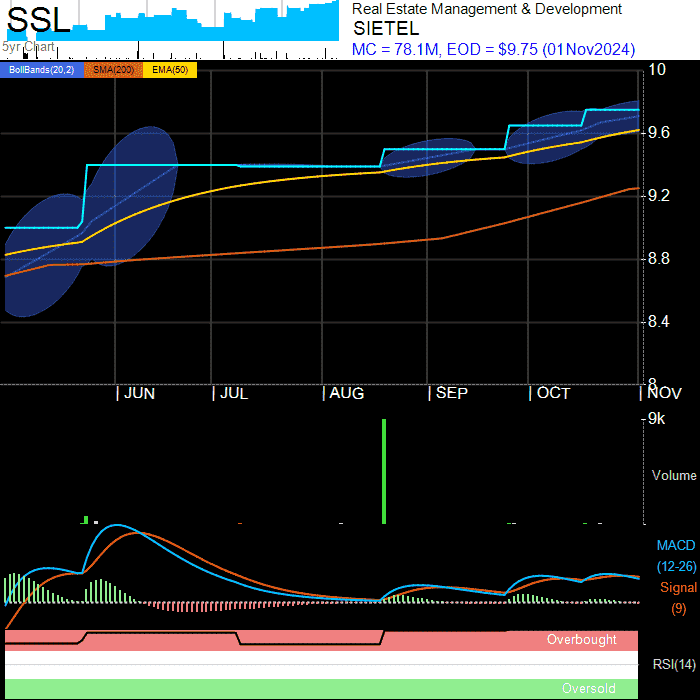 SSL
Real Estate Management & Development
SIETEL
5yr Chart
MC = 78.1M, EOD = $9.75 (01Nov2024)
BollBands(20,2) SMA(200) EMA(50)
10
9.6
9.2
8.8
8.4
8
JUN JUL AUG SEP OCT NOV
9k
Volume
MACD
(12-26)
Signal
(9)
Overbought
RSI(14)
Oversold